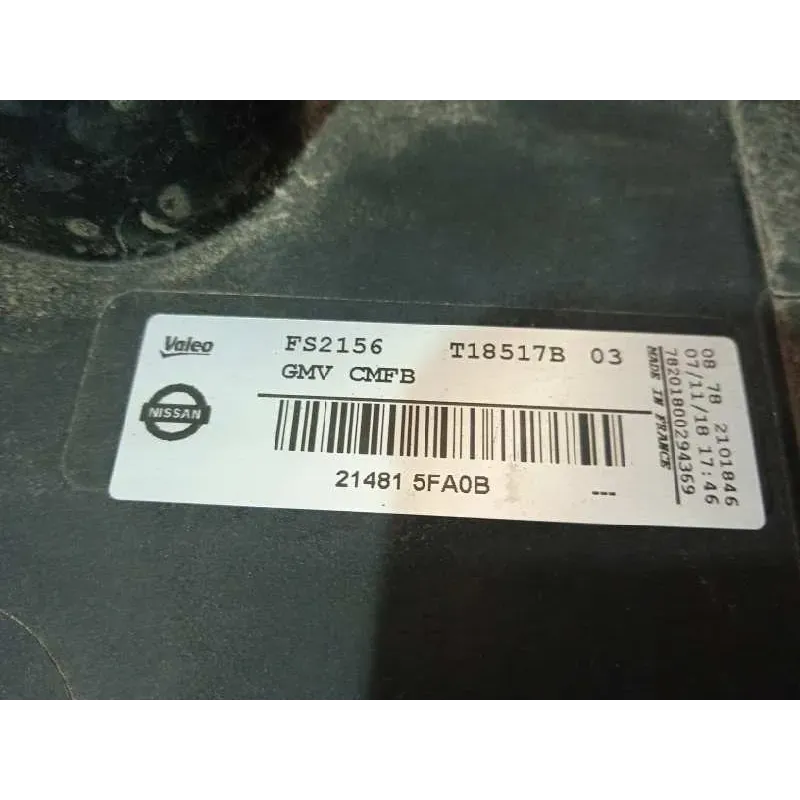 Valeo FS2156 T18517B 03
GMV CMFB
NISSAN
21481 5FA0B ---
MADE IN FRANCE
08 78 2101846
07/11/18 17:46
78201800294369